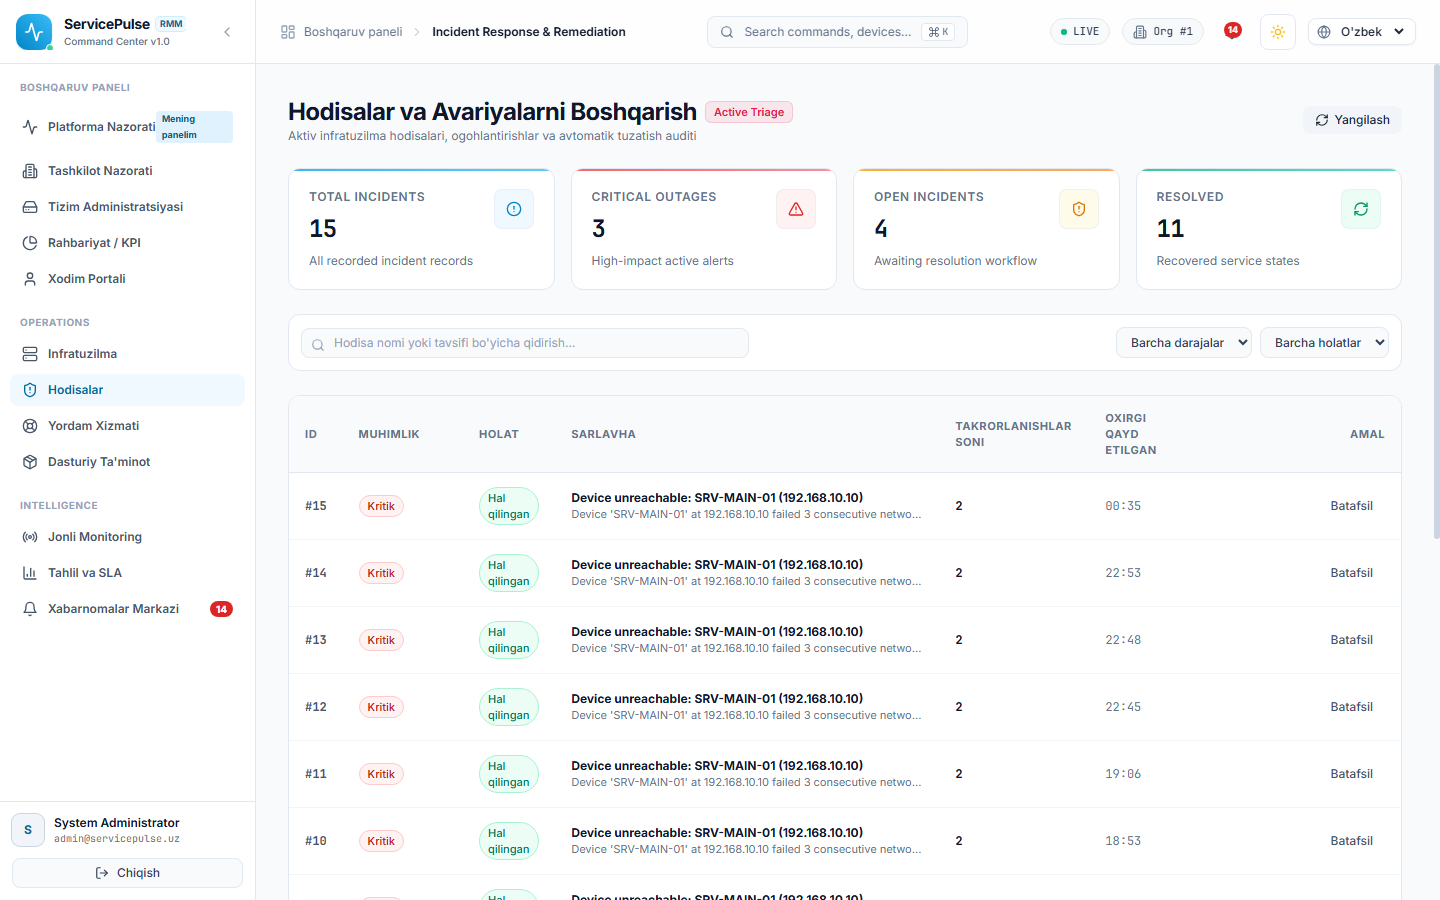 ServicePulse RMM
Command Center v1.0
BOSHQARUV PANELI
Platforma Nazorati Mening panelim
Tashkilot Nazorati
Tizim Administratsiyasi
Rahbariyat / KPI
Xodim Portali
OPERATIONS
Infratuzilma
Hodisalar
Yordam Xizmati
Dasturiy Ta'minot
INTELLIGENCE
Jonli Monitoring
Tahlil va SLA
Xabarnomalar Markazi 14
S System Administrator
admin@servicepulse.uz
Chiqish
Boshqaruv paneli > Incident Response & Remediation
Search commands, devices... ⌘ K
LIVE
Org #1
14
O'zbek
Hodisalar va Avariyalarni Boshqarish Active Triage
Aktiv infratuzilma hodisalari, ogohlantirishlar va avtomatik tuzatish auditi
Yangilash
TOTAL INCIDENTS
15
All recorded incident records
CRITICAL OUTAGES
3
High-impact active alerts
OPEN INCIDENTS
4
Awaiting resolution workflow
RESOLVED
11
Recovered service states
Hodisa nomi yoki tavsifi bo'yicha qidirish...
Barcha darajalar
Barcha holatlar
ID MUHIMLIK HOLAT SARLAVHA TAKRORLANISHLAR SONI OXIRGI QAYD ETILGAN AMAL
#15 Kritik Hal qilingan Device unreachable: SRV-MAIN-01 (192.168.10.10) 2 00:35 Batafsil
Device 'SRV-MAIN-01' at 192.168.10.10 failed 3 consecutive netwo...
#14 Kritik Hal qilingan Device unreachable: SRV-MAIN-01 (192.168.10.10) 2 22:53 Batafsil
Device 'SRV-MAIN-01' at 192.168.10.10 failed 3 consecutive netwo...
#13 Kritik Hal qilingan Device unreachable: SRV-MAIN-01 (192.168.10.10) 2 22:48 Batafsil
Device 'SRV-MAIN-01' at 192.168.10.10 failed 3 consecutive netwo...
#12 Kritik Hal qilingan Device unreachable: SRV-MAIN-01 (192.168.10.10) 2 22:45 Batafsil
Device 'SRV-MAIN-01' at 192.168.10.10 failed 3 consecutive netwo...
#11 Kritik Hal qilingan Device unreachable: SRV-MAIN-01 (192.168.10.10) 2 19:06 Batafsil
Device 'SRV-MAIN-01' at 192.168.10.10 failed 3 consecutive netwo...
#10 Kritik Hal qilingan Device unreachable: SRV-MAIN-01 (192.168.10.10) 2 18:53 Batafsil
Device 'SRV-MAIN-01' at 192.168.10.10 failed 3 consecutive netwo...
Hal Device unreachable: SRV-MAIN-01 (192.168.10.10)